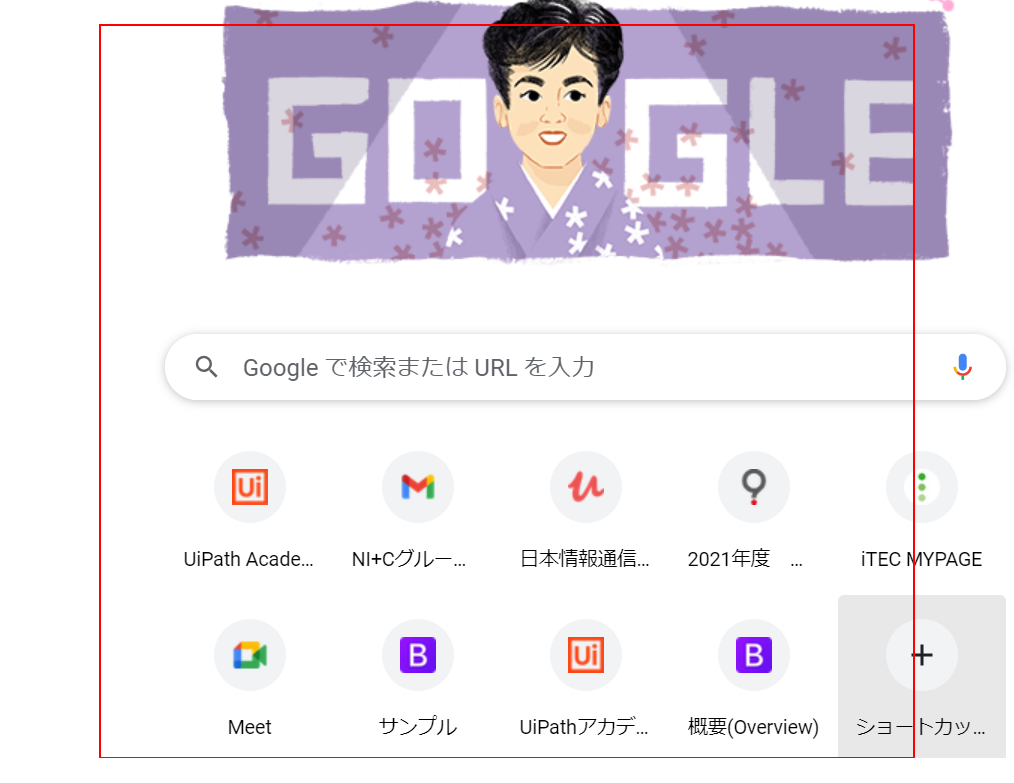 GOOGLE
Google で検索または URL を入力
Ui
UiPath Acade...
NI+Cグルー...
日本情報通信...
2021年度　...
iTEC MYPAGE
B
Ui
B
Meet
サンプル
UiPathアカデ...
概要(Overview)
ショートカッ...